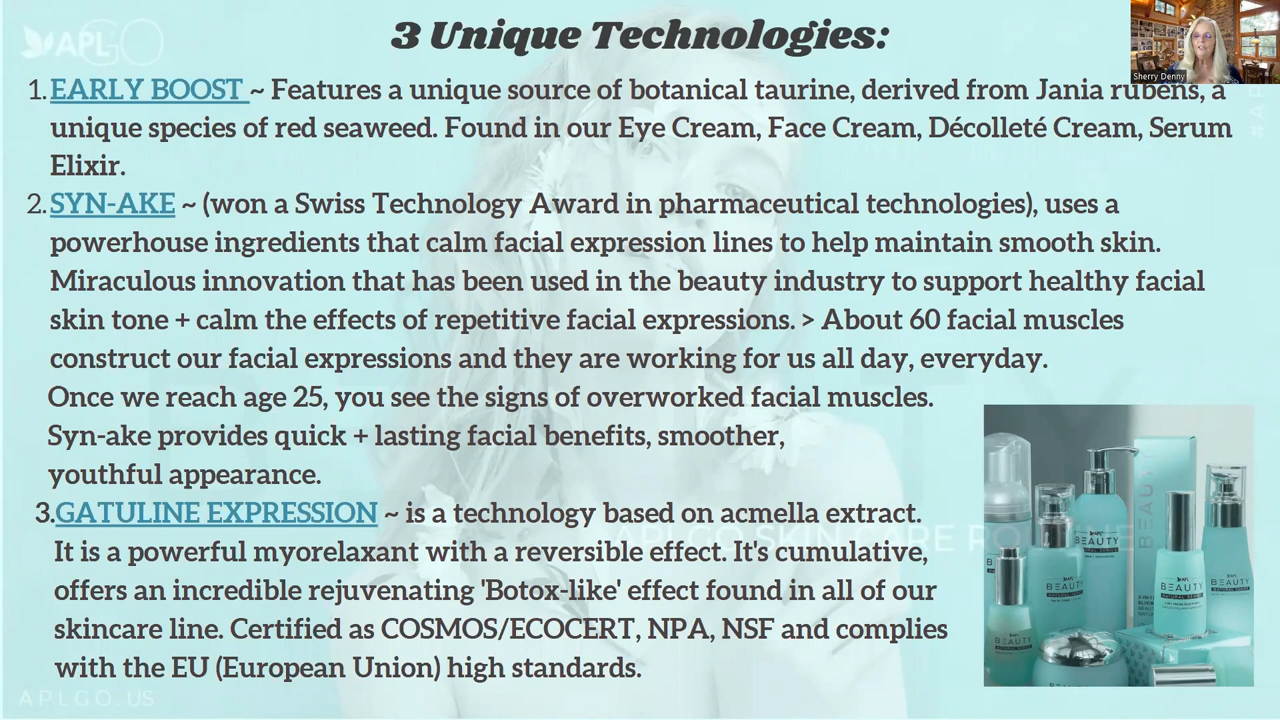 3 Unique Technologies:
APLGO
Sherry Denny
1. EARLY BOOST ~ Features a unique source of botanical taurine, derived from Jania rubens, a
unique species of red seaweed. Found in our Eye Cream, Face Cream, Décolleté Cream, Serum
Elixir.
2. SYN-AKE ~ (won a Swiss Technology Award in pharmaceutical technologies), uses a
powerhouse ingredients that calm facial expression lines to help maintain smooth skin.
Miraculous innovation that has been used in the beauty industry to support healthy facial
skin tone + calm the effects of repetitive facial expressions. > About 60 facial muscles
construct our facial expressions and they are working for us all day, everyday.
Once we reach age 25, you see the signs of overworked facial muscles.
Syn-ake provides quick + lasting facial benefits, smoother,
youthful appearance.
3. GATULINE EXPRESSION ~ is a technology based on acmella extract.
It is a powerful myorelaxant with a reversible effect. It's cumulative,
offers an incredible rejuvenating 'Botox-like' effect found in all of our
skincare line. Certified as COSMOS/ECOCERT, NPA, NSF and complies
with the EU (European Union) high standards.
APLGO SKIN CARE
BEAUTY
BEAUTY
BEAUTY
BEAUTY
BEAUTY
APLGO.US